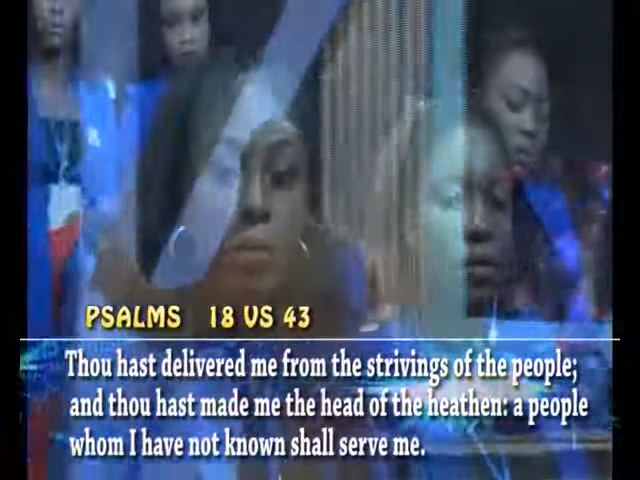 PSALMS 18 VS 43
Thou hast delivered me from the strivings of the people;
and thou hast made me the head of the heathen: a people
whom I have not known shall serve me.